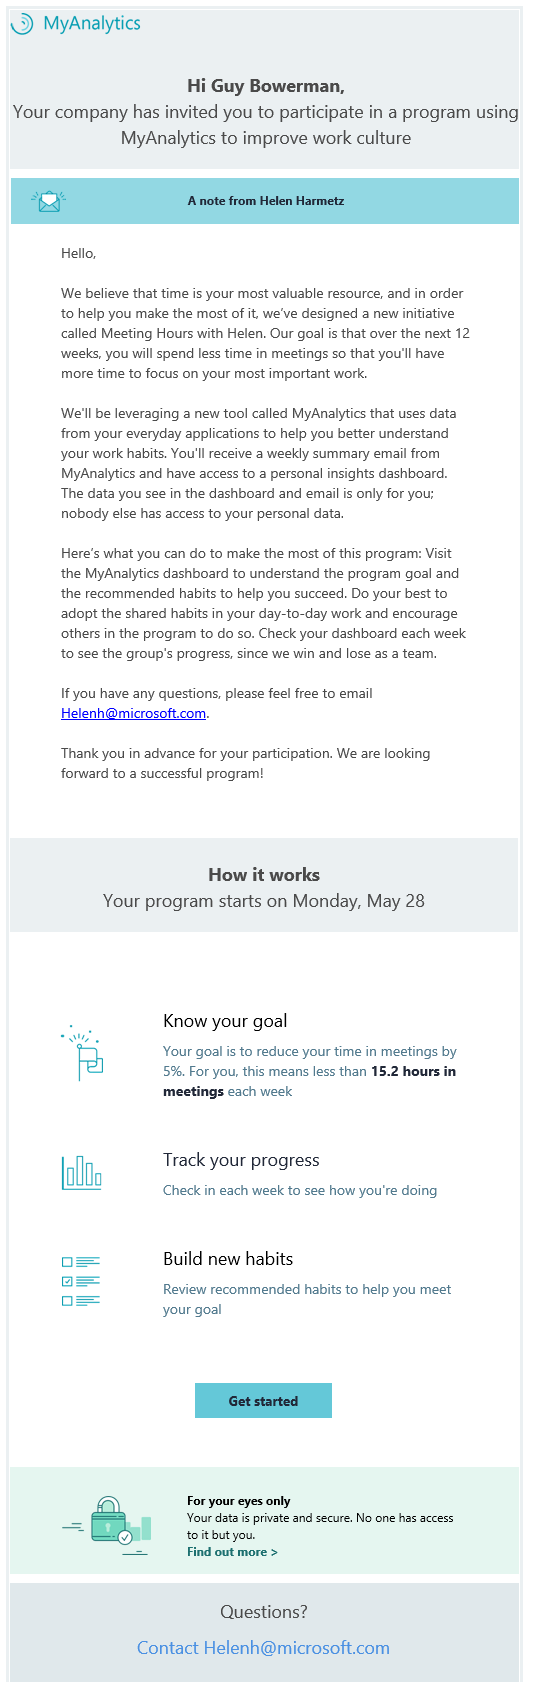 MyAnalytics
Hi Guy Bowerman,
Your company has invited you to participate in a program using
MyAnalytics to improve work culture
A note from Helen Harmetz
Hello,
We believe that time is your most valuable resource, and in order
to help you make the most of it, we've designed a new initiative
called Meeting Hours with Helen. Our goal is that over the next 12
weeks, you will spend less time in meetings so that you'll have
more time to focus on your most important work.
We'll be leveraging a new tool called MyAnalytics that uses data
from your everyday applications to help you better understand
your work habits. You'll receive a weekly summary email from
MyAnalytics and have access to a personal insights dashboard.
The data you see in the dashboard and email is only for you;
nobody else has access to your personal data.
Here's what you can do to make the most of this program: Visit
the MyAnalytics dashboard to understand the program goal and
the recommended habits to help you succeed. Do your best to
adopt the shared habits in your day-to-day work and encourage
others in the program to do so. Check your dashboard each week
to see the group's progress, since we win and lose as a team.
If you have any questions, please feel free to email
Helenh@microsoft.com.
Thank you in advance for your participation. We are looking
forward to a successful program!
How it works
Your program starts on Monday, May 28
Know your goal
Your goal is to reduce your time in meetings by
5%. For you, this means less than 15.2 hours in
meetings each week
Track your progress
Check in each week to see how you're doing
Build new habits
Review recommended habits to help you meet
your goal
Get started
For your eyes only
Your data is private and secure. No one has access
to it but you.
Find out more >
Questions?
Contact Helenh@microsoft.com